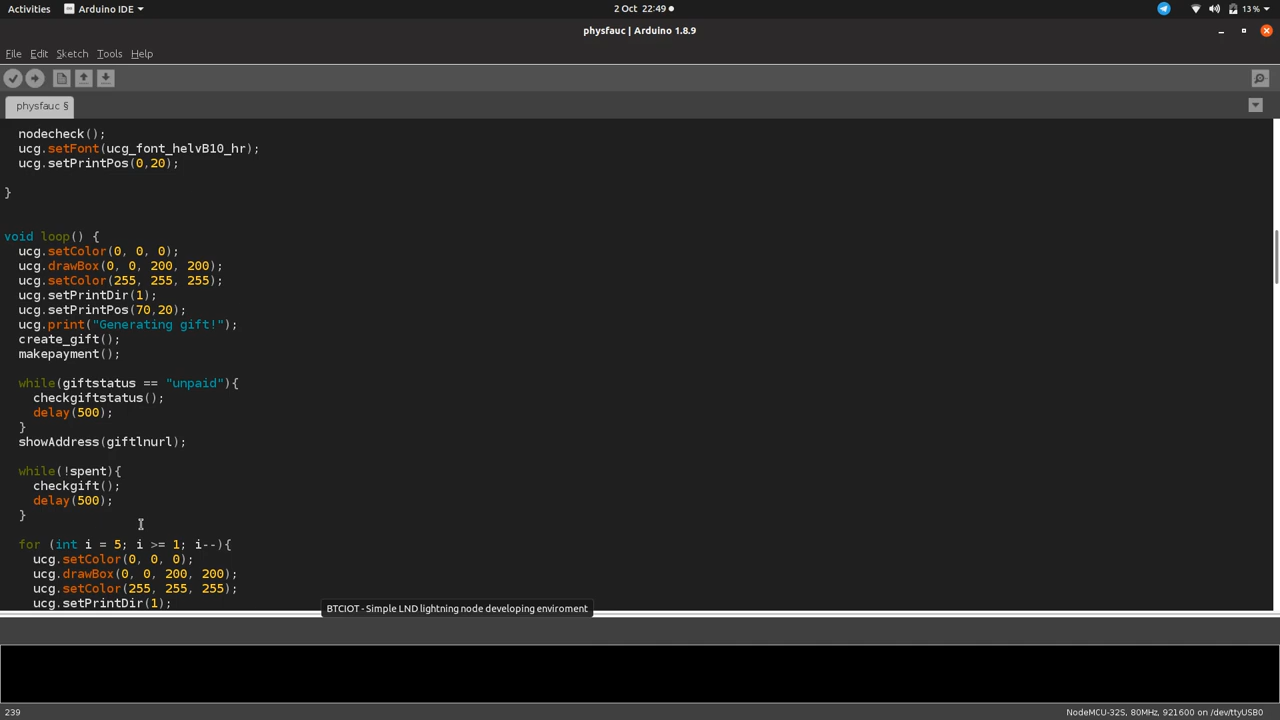 Activities Arduino IDE 2 Oct 22:49 13%
physfauc | Arduino 1.8.9
File Edit Sketch Tools Help
physfauc §
nodecheck();
ucg.setFont(ucg_font_helvB10_hr);
ucg.setPrintPos(0,20);
}
void loop() {
ucg.setColor(0, 0, 0);
ucg.drawBox(0, 0, 200, 200);
ucg.setColor(255, 255, 255);
ucg.setPrintDir(1);
ucg.setPrintPos(70,20);
ucg.print("Generating gift!");
create_gift();
makepayment();
while(giftstatus == "unpaid"){
checkgiftstatus();
delay(500);
}
showAddress(giftlnurl);
while(!spent){
checkgift();
delay(500);
}
for (int i = 5; i >= 1; i--){
ucg.setColor(0, 0, 0);
ucg.drawBox(0, 0, 200, 200);
ucg.setColor(255, 255, 255);
ucg.setPrintDir(1);
BTCIOT - Simple LND lightning node developing enviroment
239 NodeMCU-32S, 80MHz, 921600 on /dev/ttyUSB0